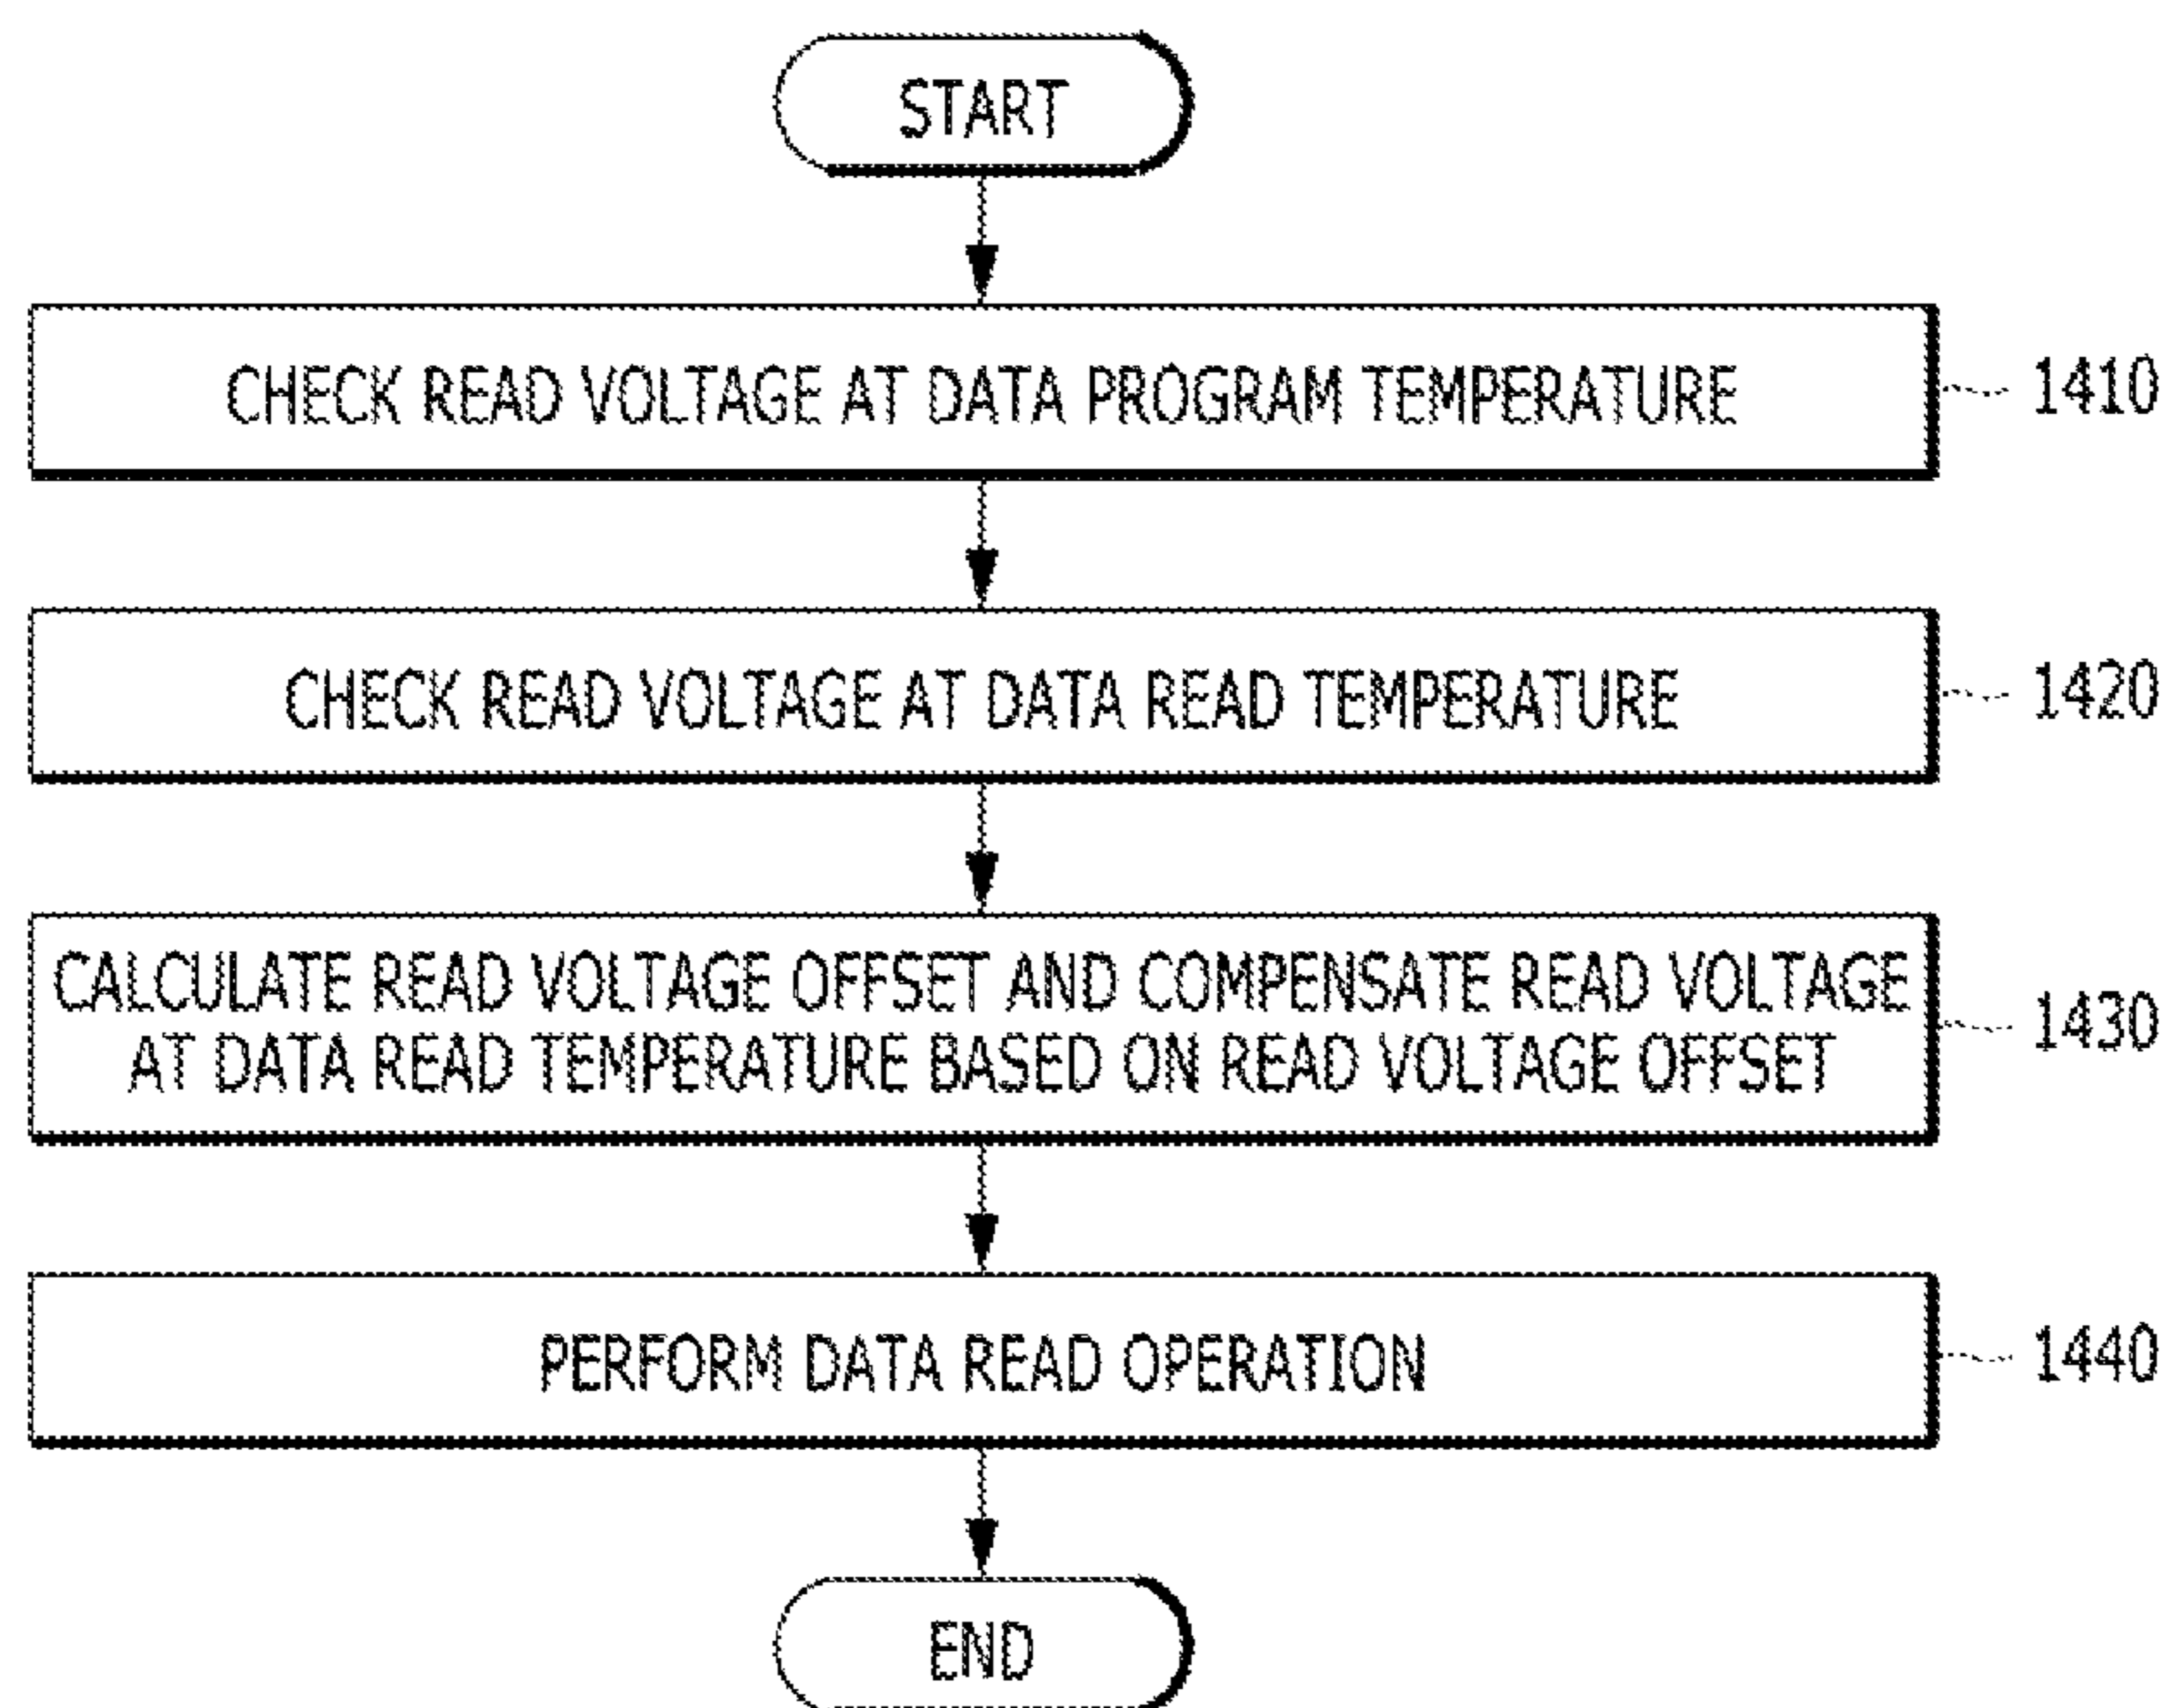 START
CHECK READ VOLTAGE AT DATA PROGRAM TEMPERATURE
1410
CHECK READ VOLTAGE AT DATA READ TEMPERATURE
1420
CALCULATE READ VOLTAGE OFFSET AND COMPENSATE READ VOLTAGE
AT DATA READ TEMPERATURE BASED ON READ VOLTAGE OFFSET
1430
PERFORM DATA READ OPERATION
1440
END